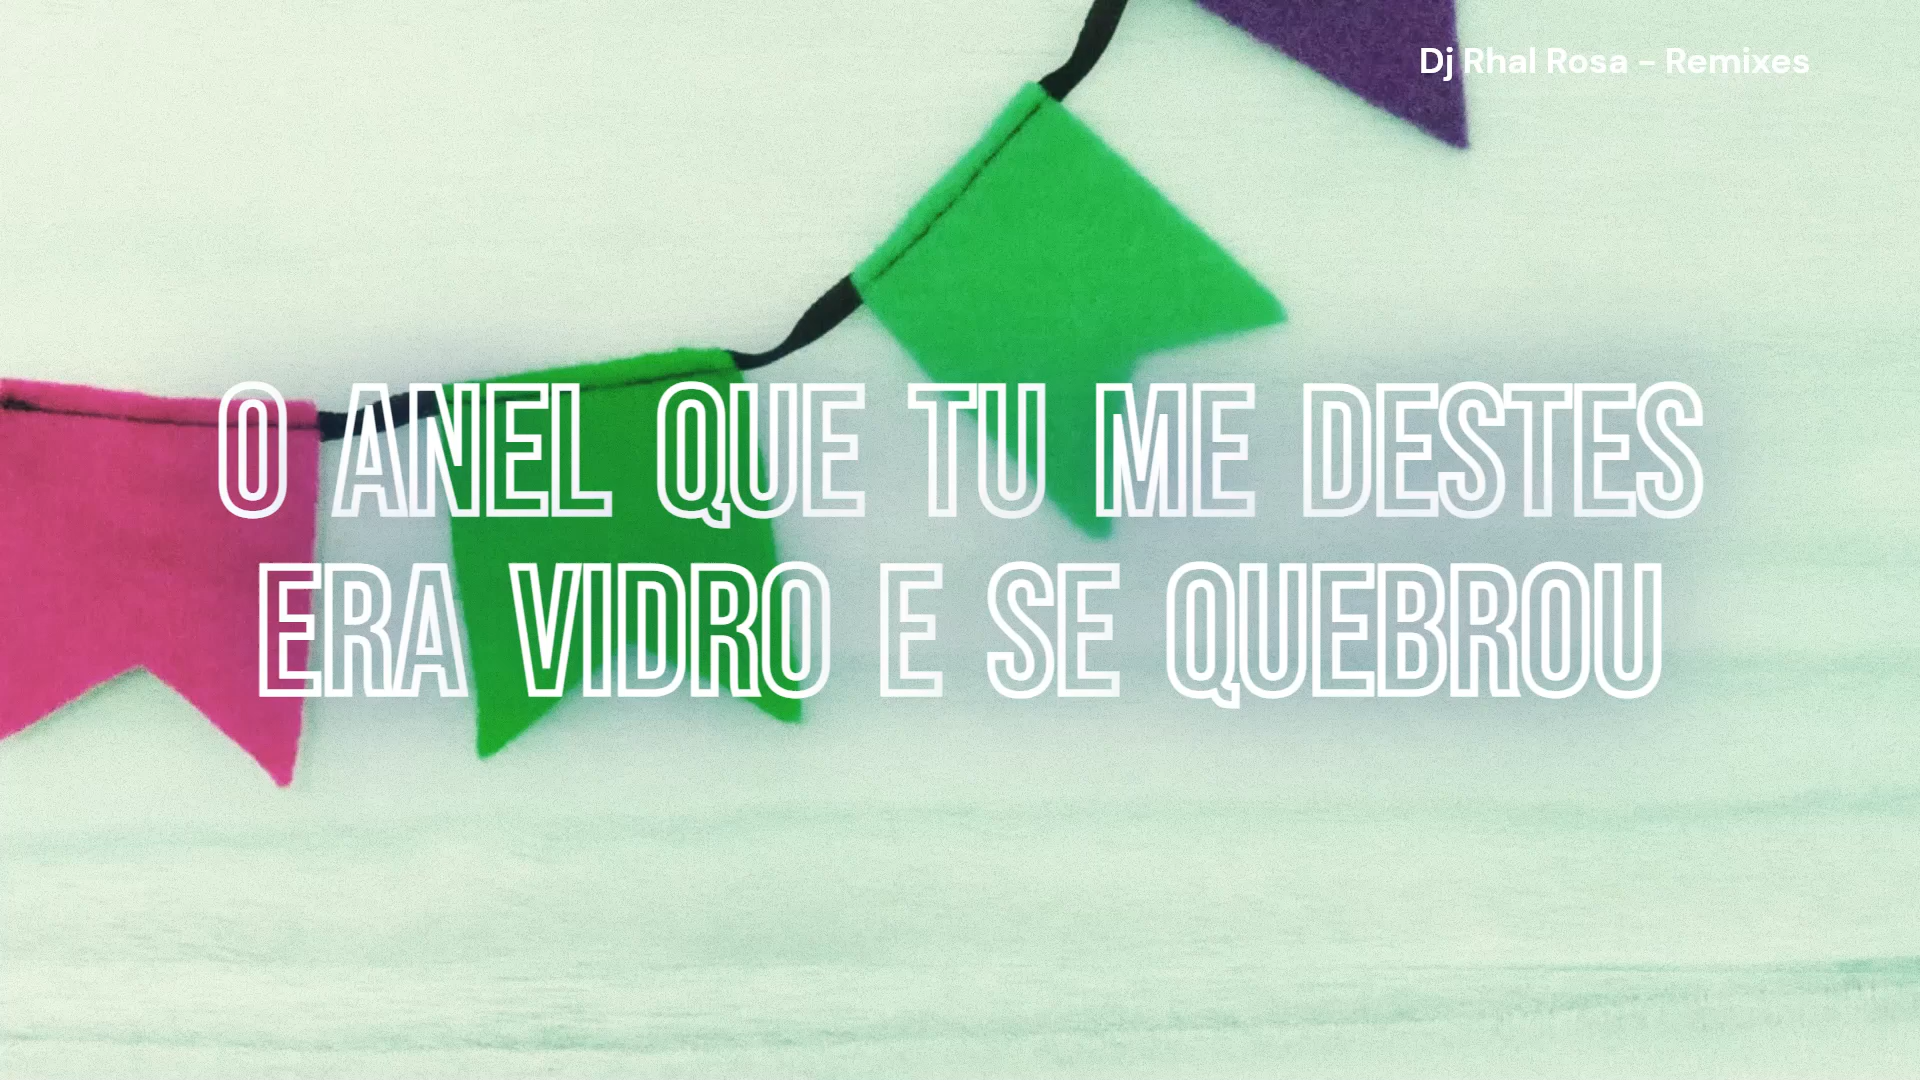 Dj Rhal Rosa - Remixes
O ANEL QUE TU ME DESTES
ERA VIDRO E SE QUEBROU